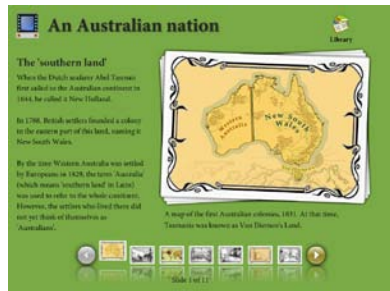 An Australian nation
Library
The 'southern land'
When the Dutch seafarer Abel Tasman
first sailed to the Australian continent in
1644, he called it New Holland.
In 1788, British settlers founded a colony
in the eastern part of this land, naming it
New South Wales.
By the time Western Australia was settled
by Europeans in 1829, the term 'Australia'
(which means 'southern land' in Latin)
was used to refer to the whole continent.
However, the settlers who lived there did
not yet think of themselves as
'Australians'.
Western
Australia
New South
Wales
A map of the first Australian colonies, 1831. At that time,
Tasmania was known as Van Diemen's Land.
Slide 1 of 11